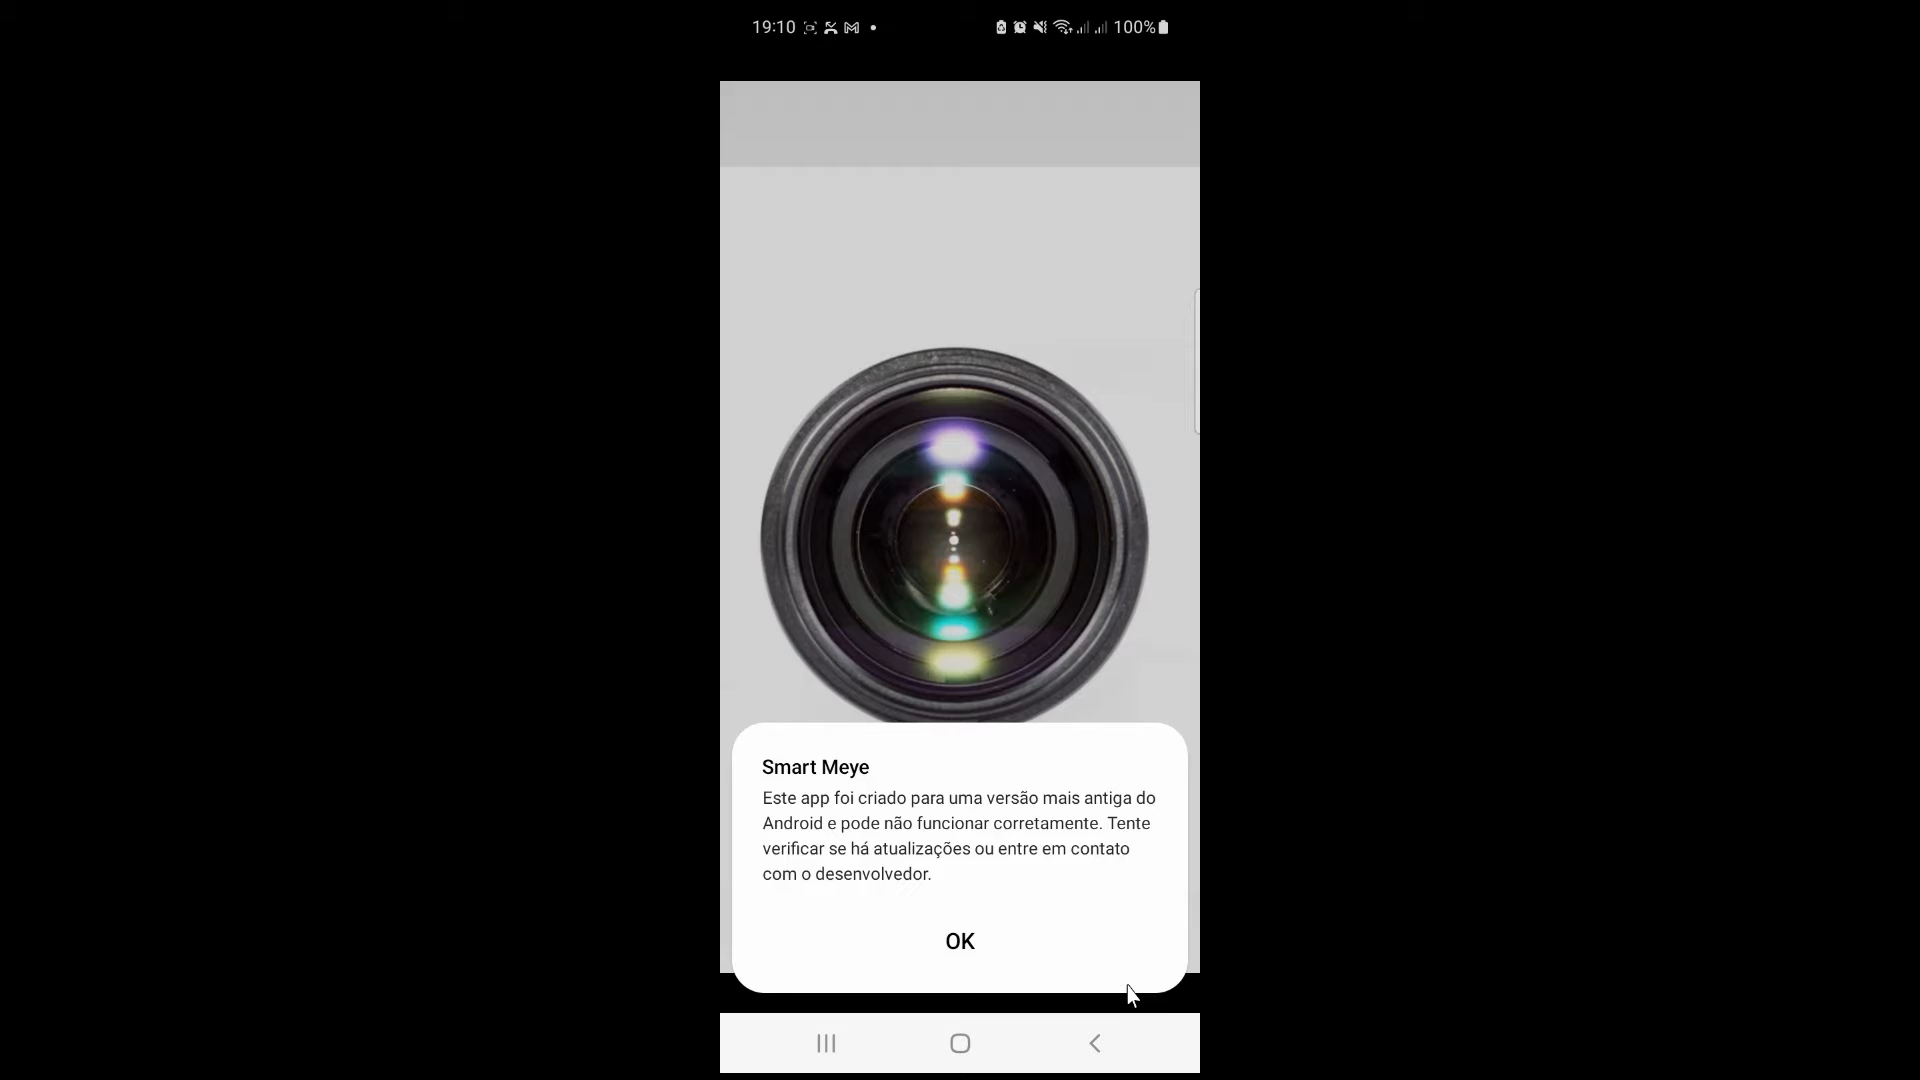 19:10 100%
Smart Meye
Este app foi criado para uma versão mais antiga do
Android e pode não funcionar corretamente. Tente
verificar se há atualizações ou entre em contato
com o desenvolvedor.
OK